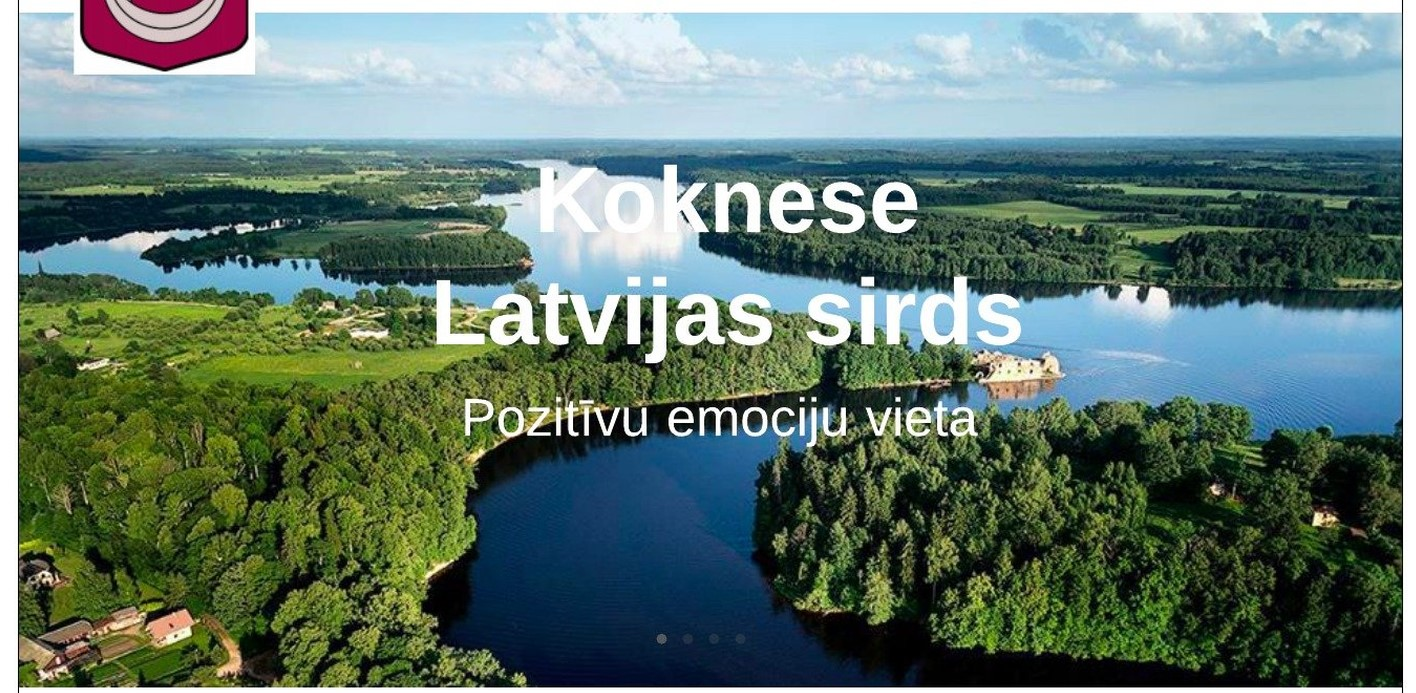 Koknese
Latvijas sirds
Pozitīvu emociju vieta